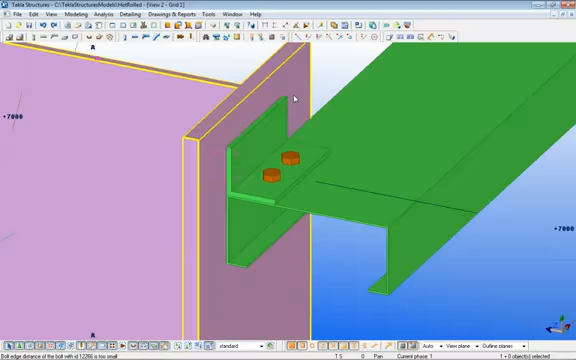 Tekla Structures - C:\TeklaStructuresModels\HotRolled - [View 2 - Grid 1]
File Edit View Modeling Analysis Detailing Drawings & Reports Tools Window Help
A
+7000
+7000
A
standard
Auto
View plane
Outline planes
Bolt edge distance of the bolt with id 12266 is too small
T S
0
Pan
Current phase: 1
1 + 0 object(s) selected